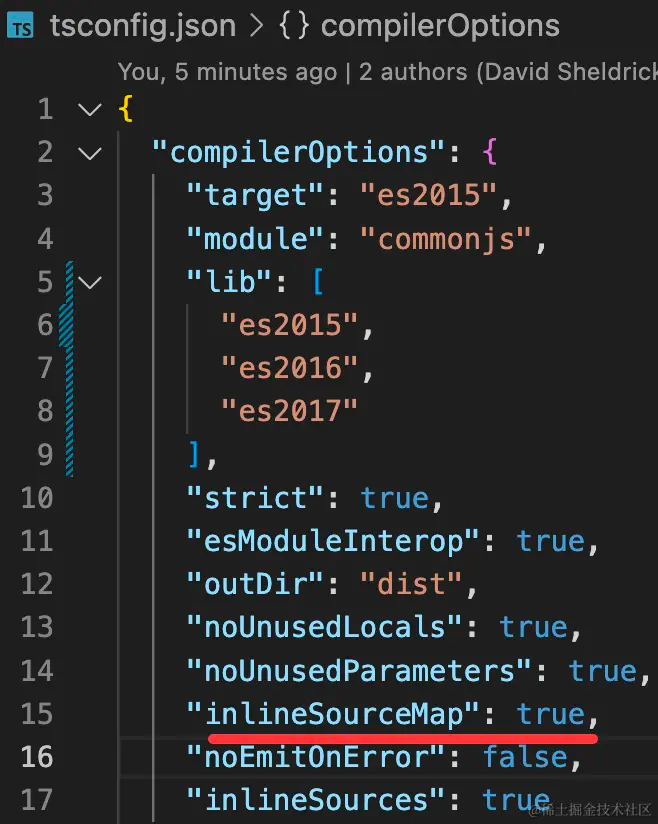 TS tsconfig.json > {} compilerOptions
You, 5 minutes ago | 2 authors (David Sheldrick
1 {
2 "compilerOptions": {
3 "target": "es2015",
4 "module": "commonjs",
5 "lib": [
6 "es2015",
7 "es2016",
8 "es2017"
9 ],
10 "strict": true,
11 "esModuleInterop": true,
12 "outDir": "dist",
13 "noUnusedLocals": true,
14 "noUnusedParameters": true,
15 "inlineSourceMap": true,
16 "noEmitOnError": false,
17 "inlineSources": true
@稀土掘金技术社区